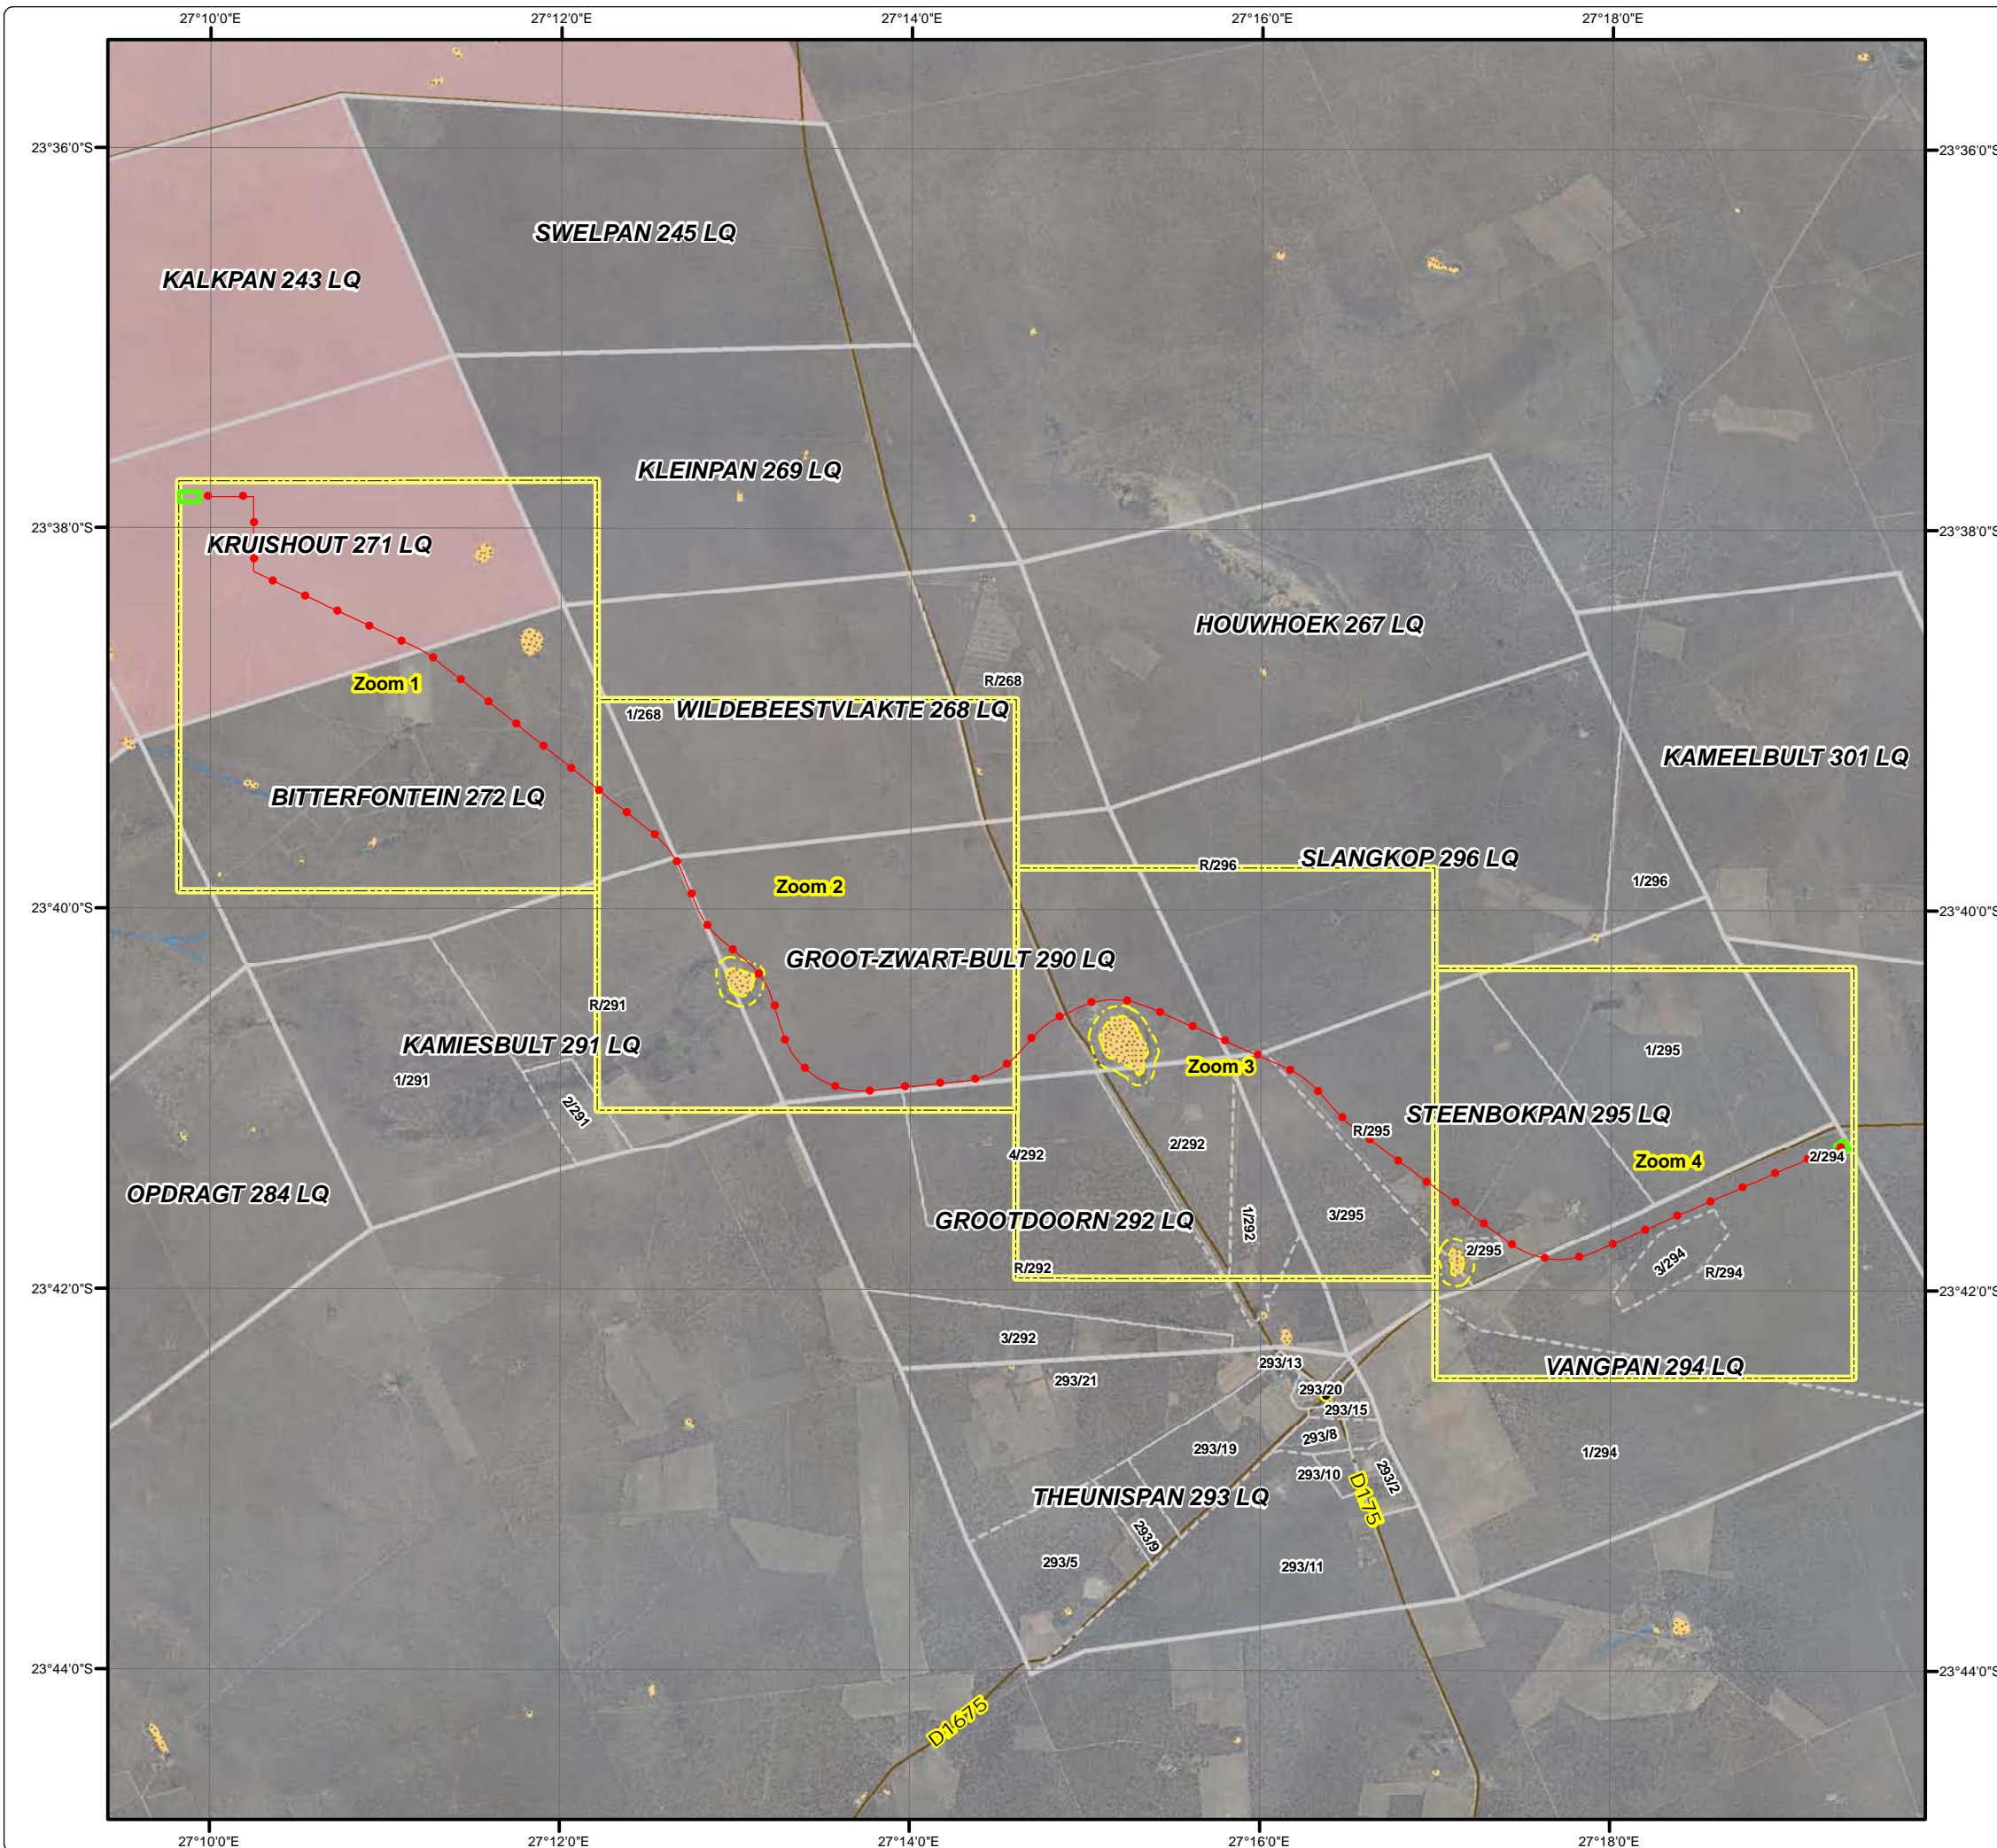 27°10'0"E
27°12'0"E
27°14'0"E
27°16'0"E
27°18'0"E
23°36'0"S
23°36'0"S
SWELPAN 245 LQ
KALKPAN 243 LQ
KLEINPAN 269 LQ
23°38'0"S
23°38'0"S
KRUISHOUT 271 LQ
HOUWHOEK 267 LQ
Zoom 1
R/268
1/268
WILDEBEESTVLAKTE 268 LQ
KAMEELBULT 301 LQ
BITTERFONTEIN 272 LQ
R/296
SLANGKOP 296 LQ
Zoom 2
1/296
23°40'0"S
23°40'0"S
GROOT-ZWART-BULT 290 LQ
R/291
KAMIESBULT 291 LQ
1/295
Zoom 3
1/291
2/291
STEENBOKPAN 295 LQ
R/295
2/292
4/292
Zoom 4
2/294
OPDRAGT 284 LQ
GROOTDOORN 292 LQ
1/292
3/295
2/295
3/294
R/294
R/292
23°42'0"S
23°42'0"S
3/292
293/13
VANGPAN 294 LQ
293/21
293/20
293/15
293/8
293/19
1/294
293/10
293/2
THEUNISPAN 293 LQ
D175
293/9
293/5
293/11
23°44'0"S
23°44'0"S
D1675
27°10'0"E
27°12'0"E
27°14'0"E
27°16'0"E
27°18'0"E